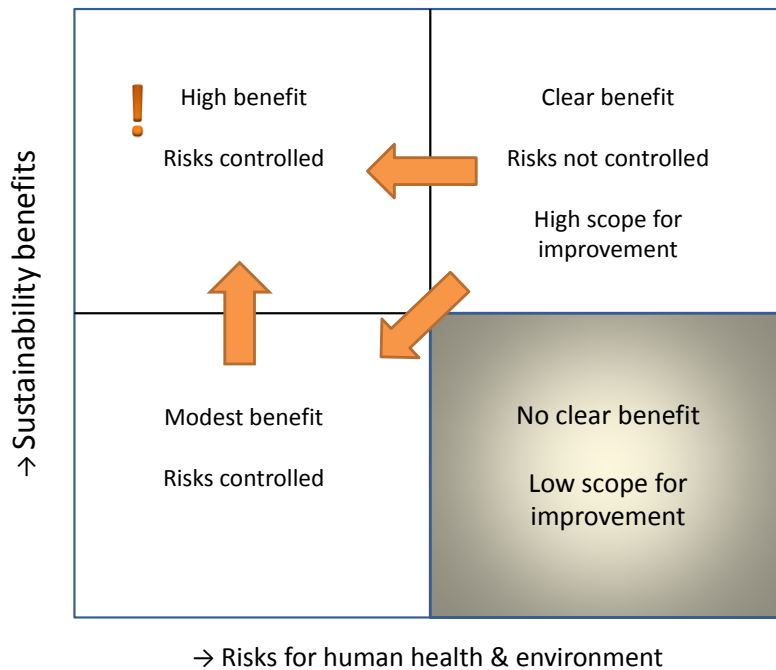 !
High benefit
Risks controlled
Clear benefit
Risks not controlled
High scope for
improvement
Modest benefit
Risks controlled
No clear benefit
Low scope for
improvement
→ Sustainability benefits
→ Risks for human health & environment